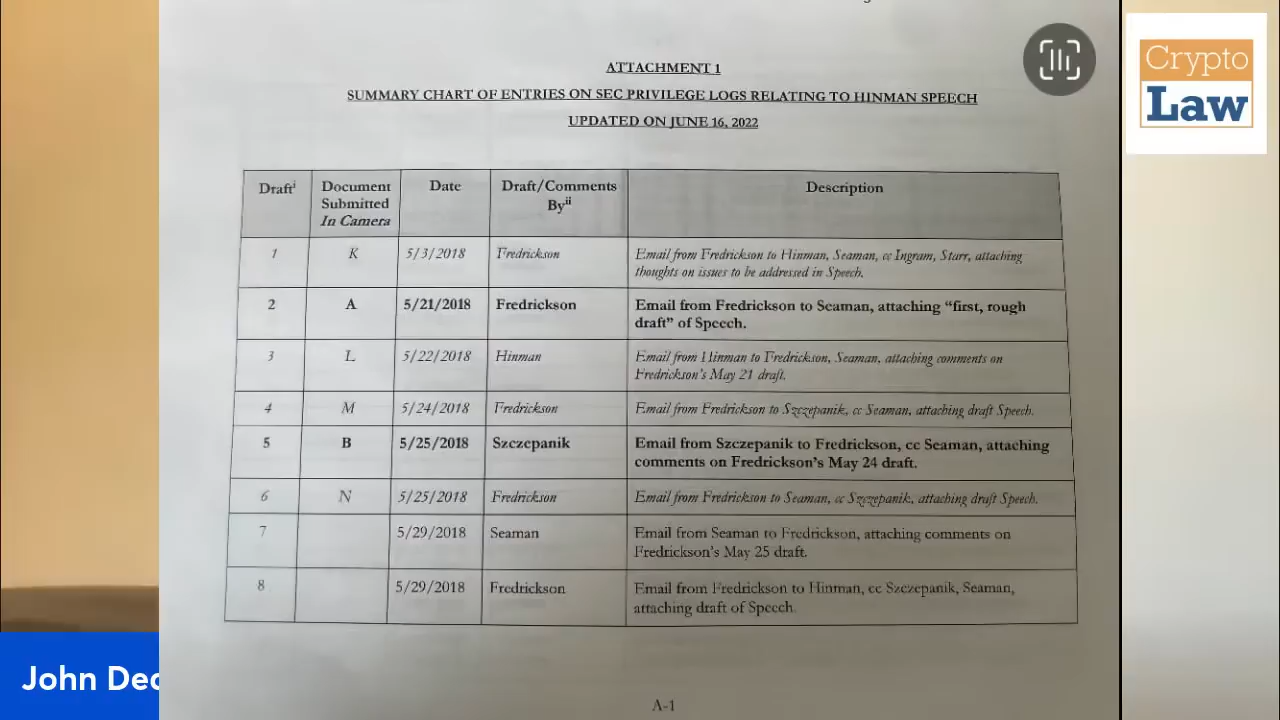 ATTACHMENT 1
SUMMARY CHART OF ENTRIES ON SEC PRIVILEGE LOGS RELATING TO HINMAN SPEECH
UPDATED ON JUNE 16, 2022
Crypto
Law
Draftⁱ
Document
Submitted
In Camera
Date
Draft/Comments
Byⁱⁱ
Description
1
K
5/3/2018
Fredrickson
Email from Fredrickson to Hinman, Seaman, cc Ingram, Starr, attaching
thoughts on issues to be addressed in Speech.
2
A
5/21/2018
Fredrickson
Email from Fredrickson to Seaman, attaching “first, rough
draft” of Speech.
3
L
5/22/2018
Hinman
Email from Hinman to Fredrickson, Seaman, attaching comments on
Fredrickson's May 21 draft.
4
M
5/24/2018
Fredrickson
Email from Fredrickson to Szczepanik, cc Seaman, attaching draft Speech.
5
B
5/25/2018
Szczepanik
Email from Szczepanik to Fredrickson, cc Seaman, attaching
comments on Fredrickson's May 24 draft.
6
N
5/25/2018
Fredrickson
Email from Fredrickson to Seaman, cc Szczepanik, attaching draft Speech.
7
5/29/2018
Seaman
Email from Seaman to Fredrickson, attaching comments on
Fredrickson's May 25 draft.
8
5/29/2018
Fredrickson
Email from Fredrickson to Hinman, cc Szczepanik, Seaman,
attaching draft of Speech.
A-1
John